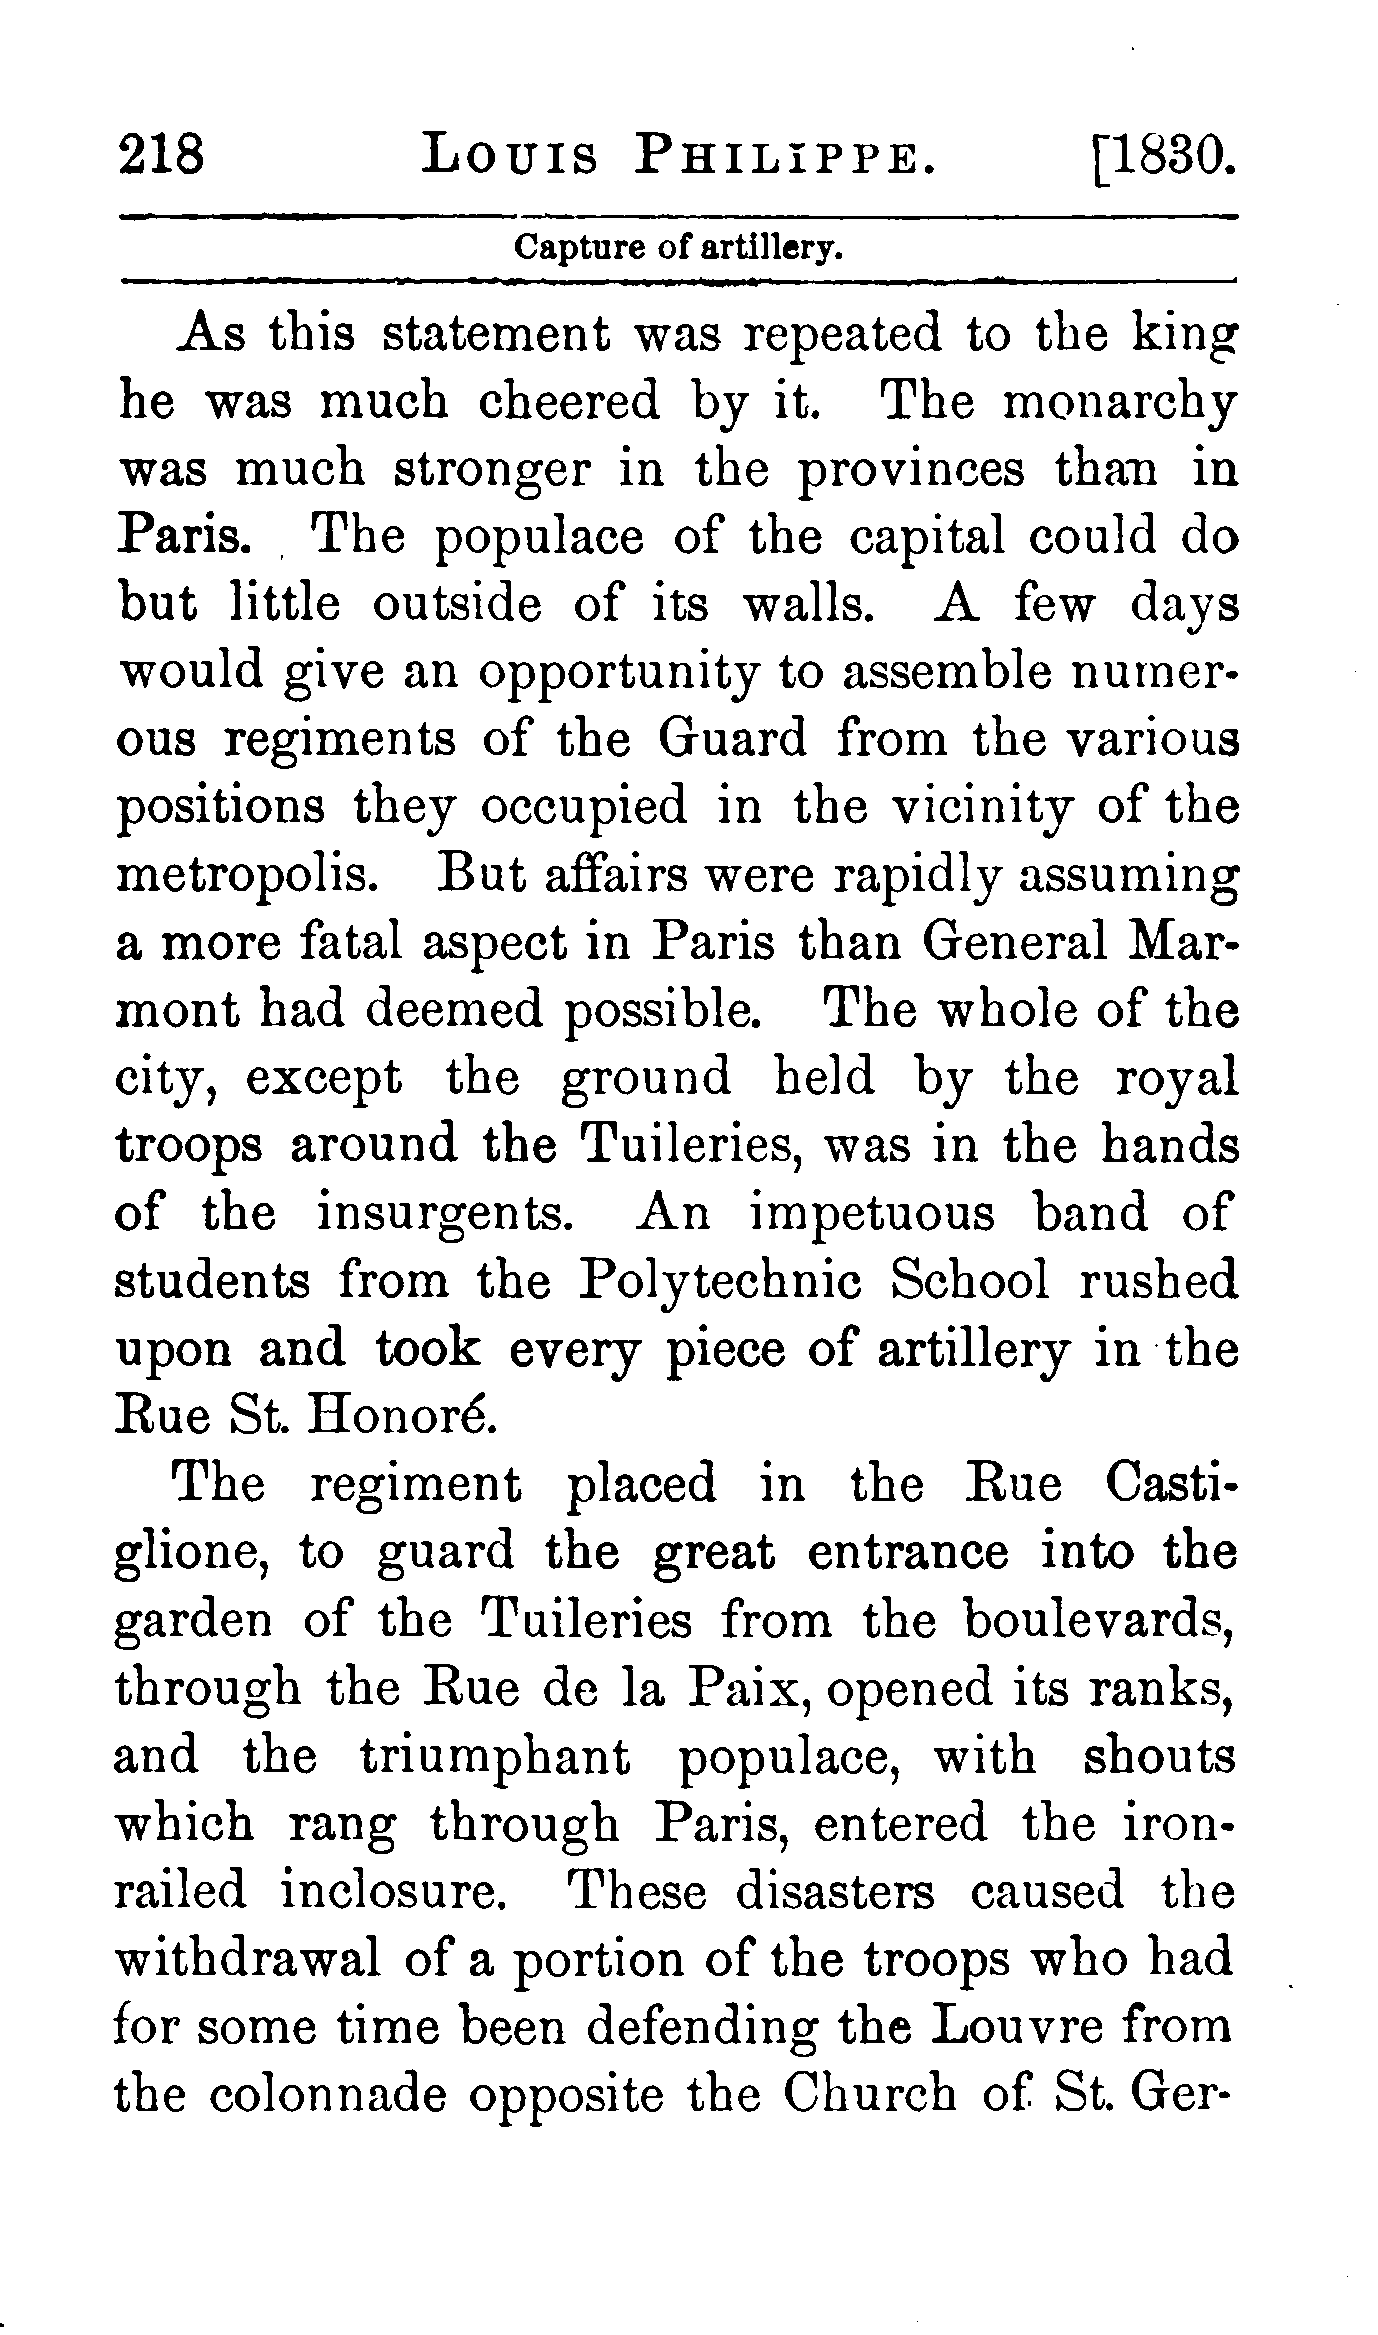 218 LOUIS PHILIPPE. [1830.
Capture of artillery.
As this statement was repeated to the king
he was much cheered by it. The monarchy
was much stronger in the provinces than in
Paris. The populace of the capital could do
but little outside of its walls. A few days
would give an opportunity to assemble numer-
ous regiments of the Guard from the various
positions they occupied in the vicinity of the
metropolis. But affairs were rapidly assuming
a more fatal aspect in Paris than General Mar-
mont had deemed possible. The whole of the
city, except the ground held by the royal
troops around the Tuileries, was in the hands
of the insurgents. An impetuous band of
students from the Polytechnic School rushed
upon and took every piece of artillery in the
Rue St. Honoré.
The regiment placed in the Rue Casti-
glione, to guard the great entrance into the
garden of the Tuileries from the boulevards,
through the Rue de la Paix, opened its ranks,
and the triumphant populace, with shouts
which rang through Paris, entered the iron-
railed inclosure. These disasters caused the
withdrawal of a portion of the troops who had
for some time been defending the Louvre from
the colonnade opposite the Church of St. Ger-